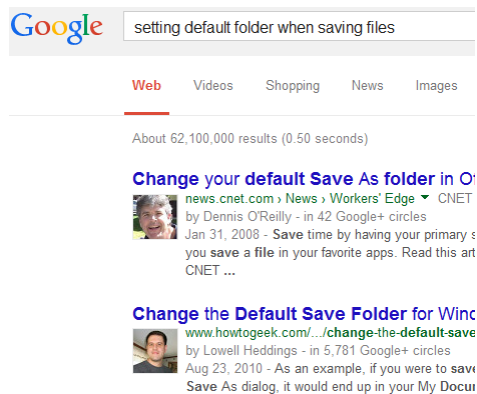 Google
setting default folder when saving files
Web Videos Shopping News Images
About 62,100,000 results (0.50 seconds)
Change your default Save As folder in
news.cnet.com › News › Workers' Edge CNET
by Dennis O'Reilly - in 42 Google+ circles
Jan 31, 2008 - Save time by having your primary
you save a file in your favorite apps. Read this
CNET ...
Change the Default Save Folder for
www.howtogeek.com/.../change-the-default-save
by Lowell Heddings - in 5,781 Google+ circles
Aug 23, 2010 - As an example, if you were to save
Save As dialog, it would end up in your My